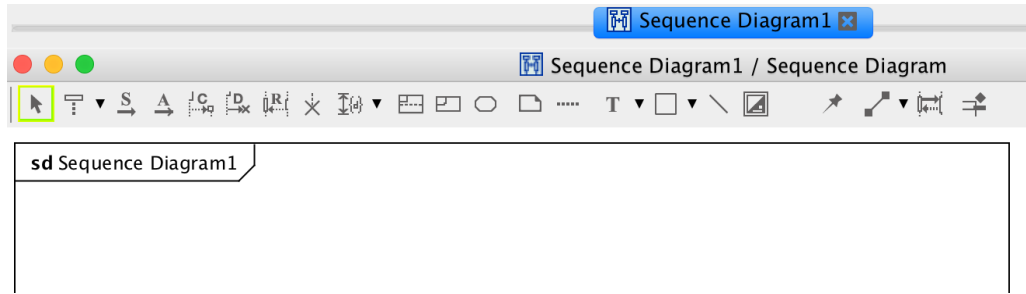 Sequence Diagram1
Sequence Diagram1 / Sequence Diagram
S A C D R {d} T
sd Sequence Diagram1